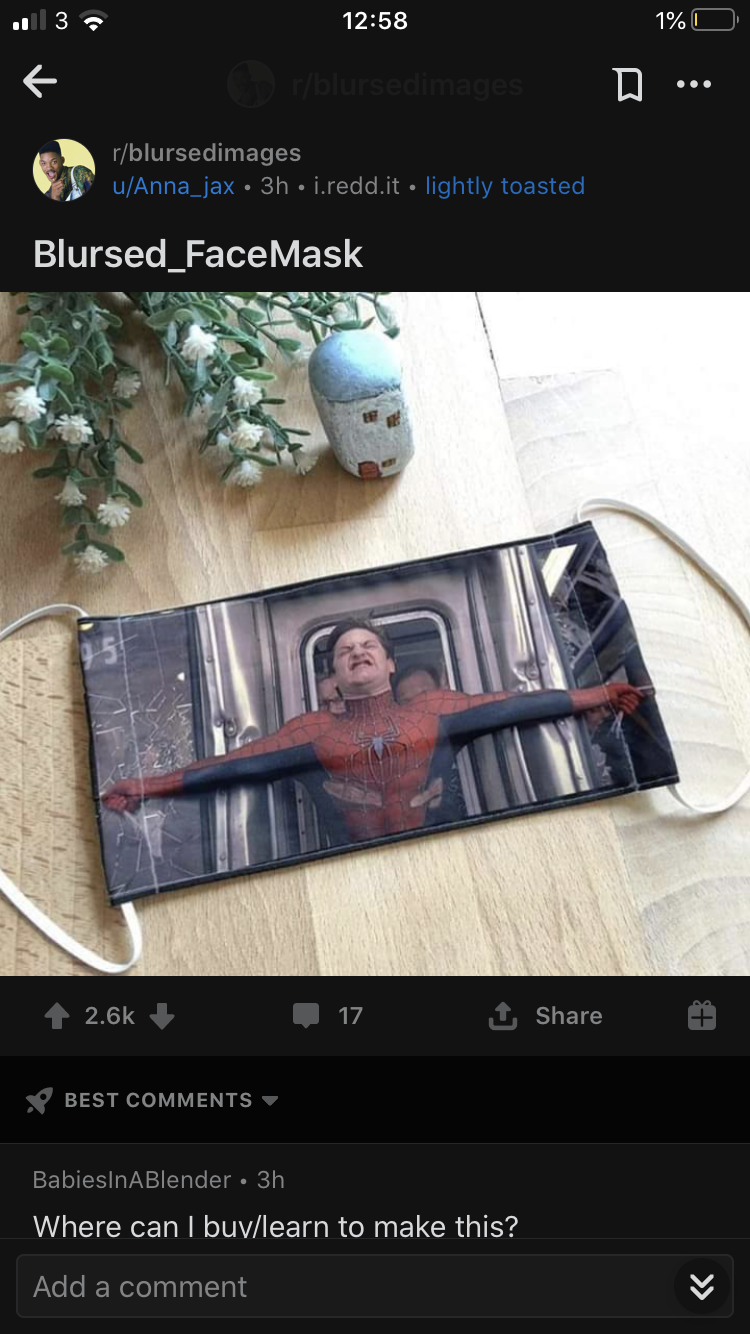 3 12:58 1%
r/blursedimages
r/blursedimages
u/Anna_jax • 3h • i.redd.it • lightly toasted
Blursed_FaceMask
95
2.6k 17 Share
BEST COMMENTS
BabiesInABlender • 3h
Where can I buy/learn to make this?
Add a comment